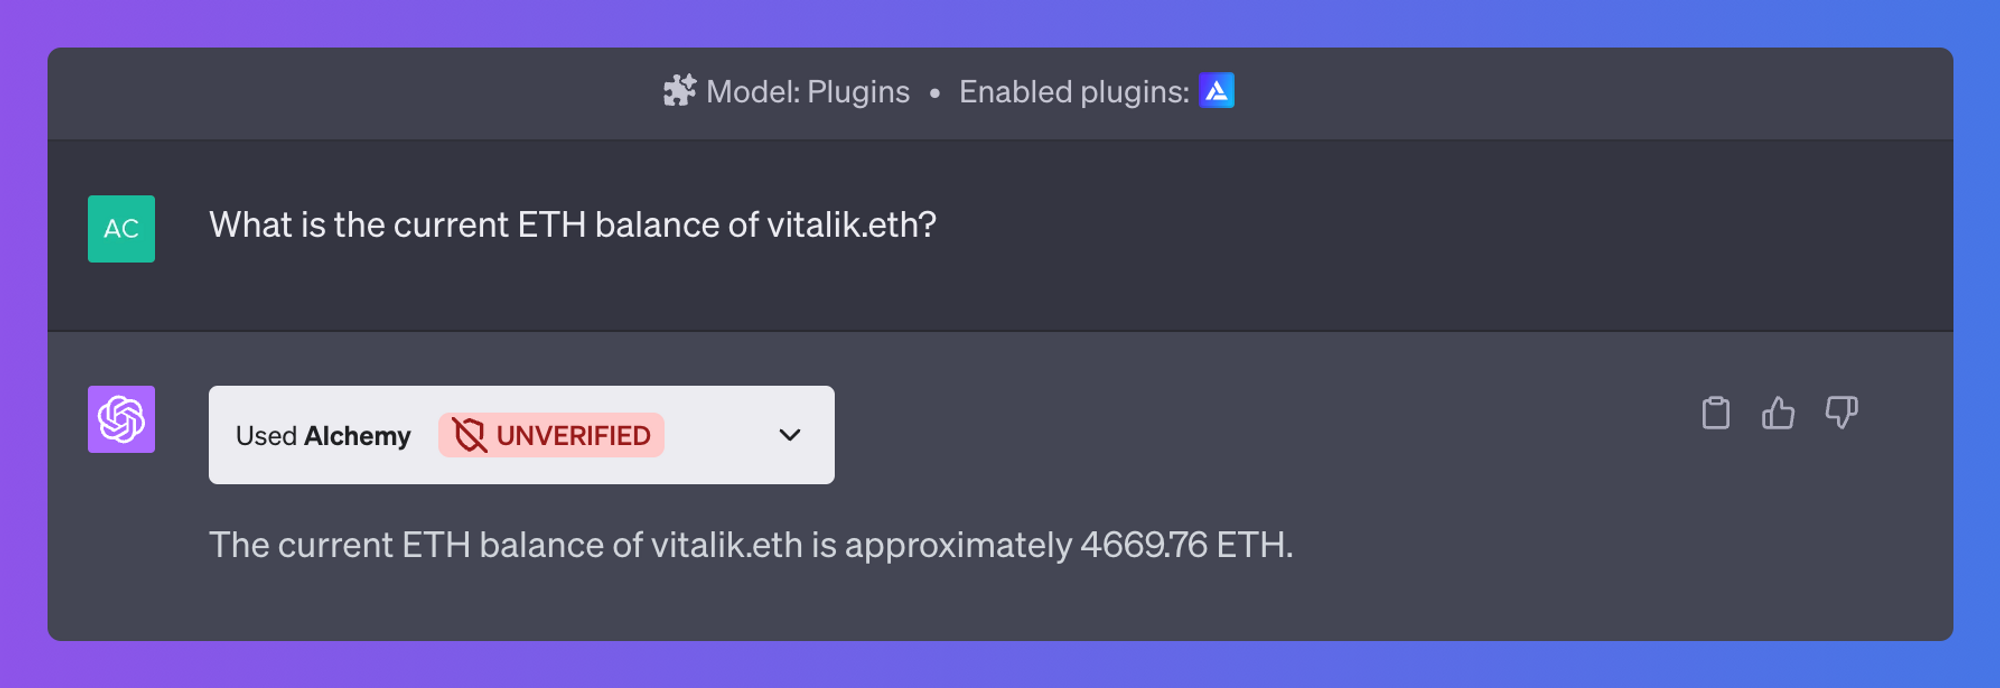 Model: Plugins • Enabled plugins:
AC
What is the current ETH balance of vitalik.eth?
Used Alchemy UNVERIFIED
The current ETH balance of vitalik.eth is approximately 4669.76 ETH.